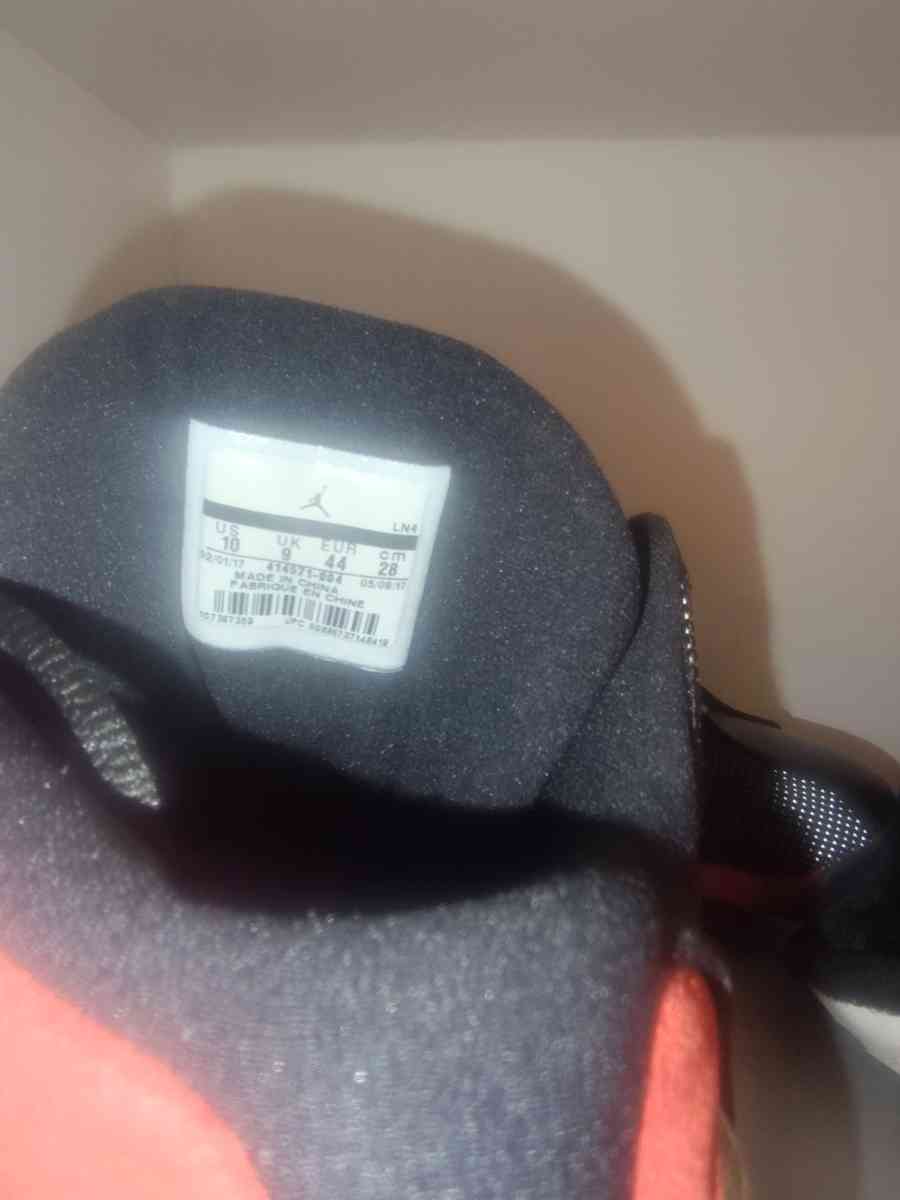 LN4
US UK EUR cm
10 9 44 28
02/01/17 05/08/17
414571-004
MADE IN CHINA
FABRIQUE EN CHINE
UPC